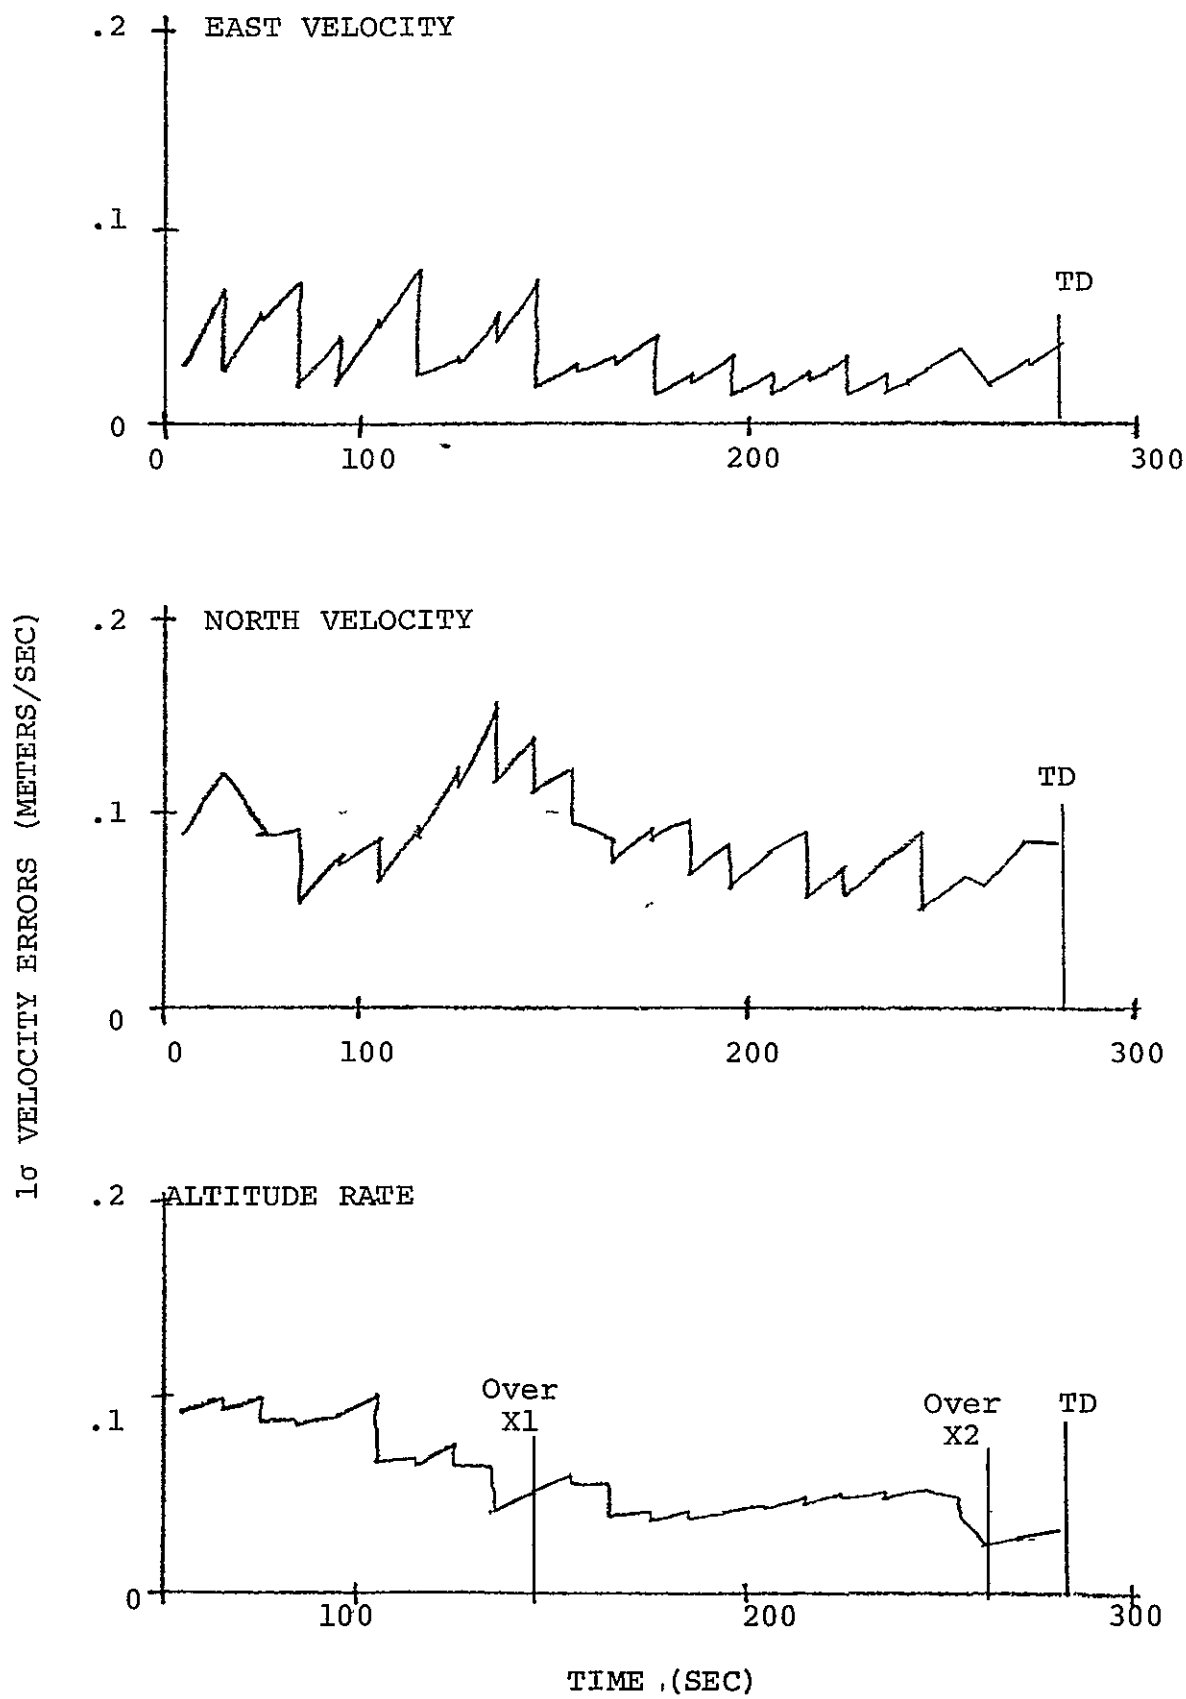 .2 EAST VELOCITY
.1
TD
0
0 100 200 300
1σ VELOCITY ERRORS (METERS/SEC)
.2 NORTH VELOCITY
.1
TD
0
0 100 200 300
.2 ALTITUDE RATE
.1
Over
X1
Over
X2
TD
0
100 200 300
TIME (SEC)